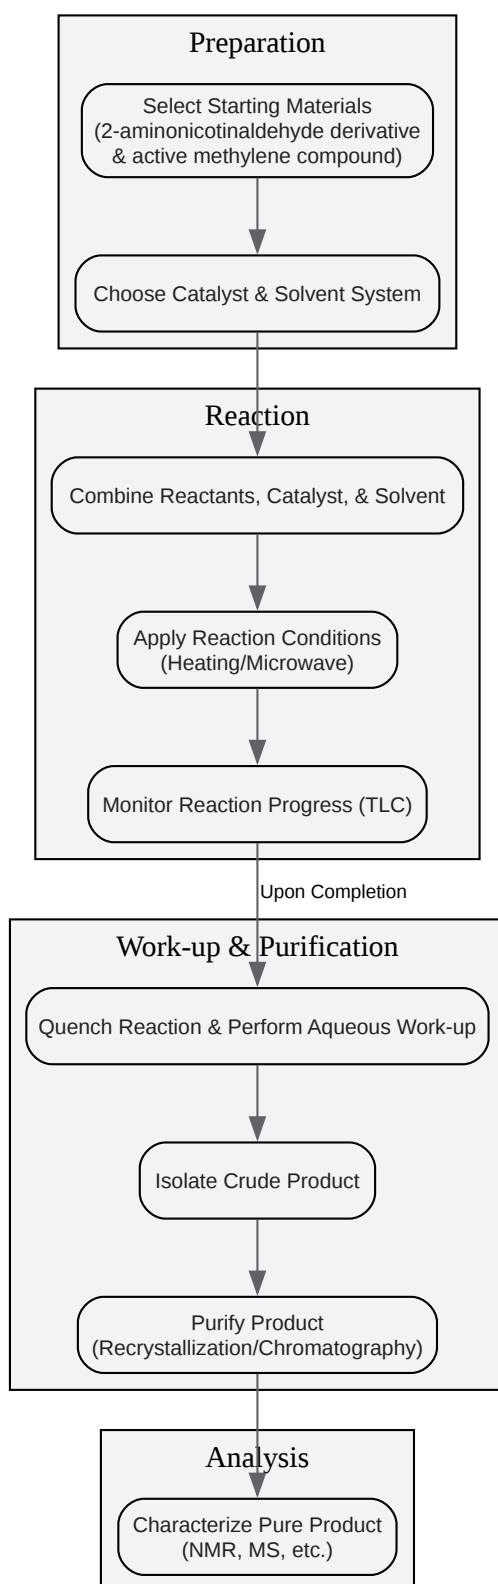 Preparation
Select Starting Materials
(2-aminonicotinaldehyde derivative
& active methylene compound)
Choose Catalyst & Solvent System
Reaction
Combine Reactants, Catalyst, & Solvent
Apply Reaction Conditions
(Heating/Microwave)
Monitor Reaction Progress (TLC)
Upon Completion
Work-up & Purification
Quench Reaction & Perform Aqueous Work-up
Isolate Crude Product
Purify Product
(Recrystallization/Chromatography)
Analysis
Characterize Pure Product
(NMR, MS, etc.)